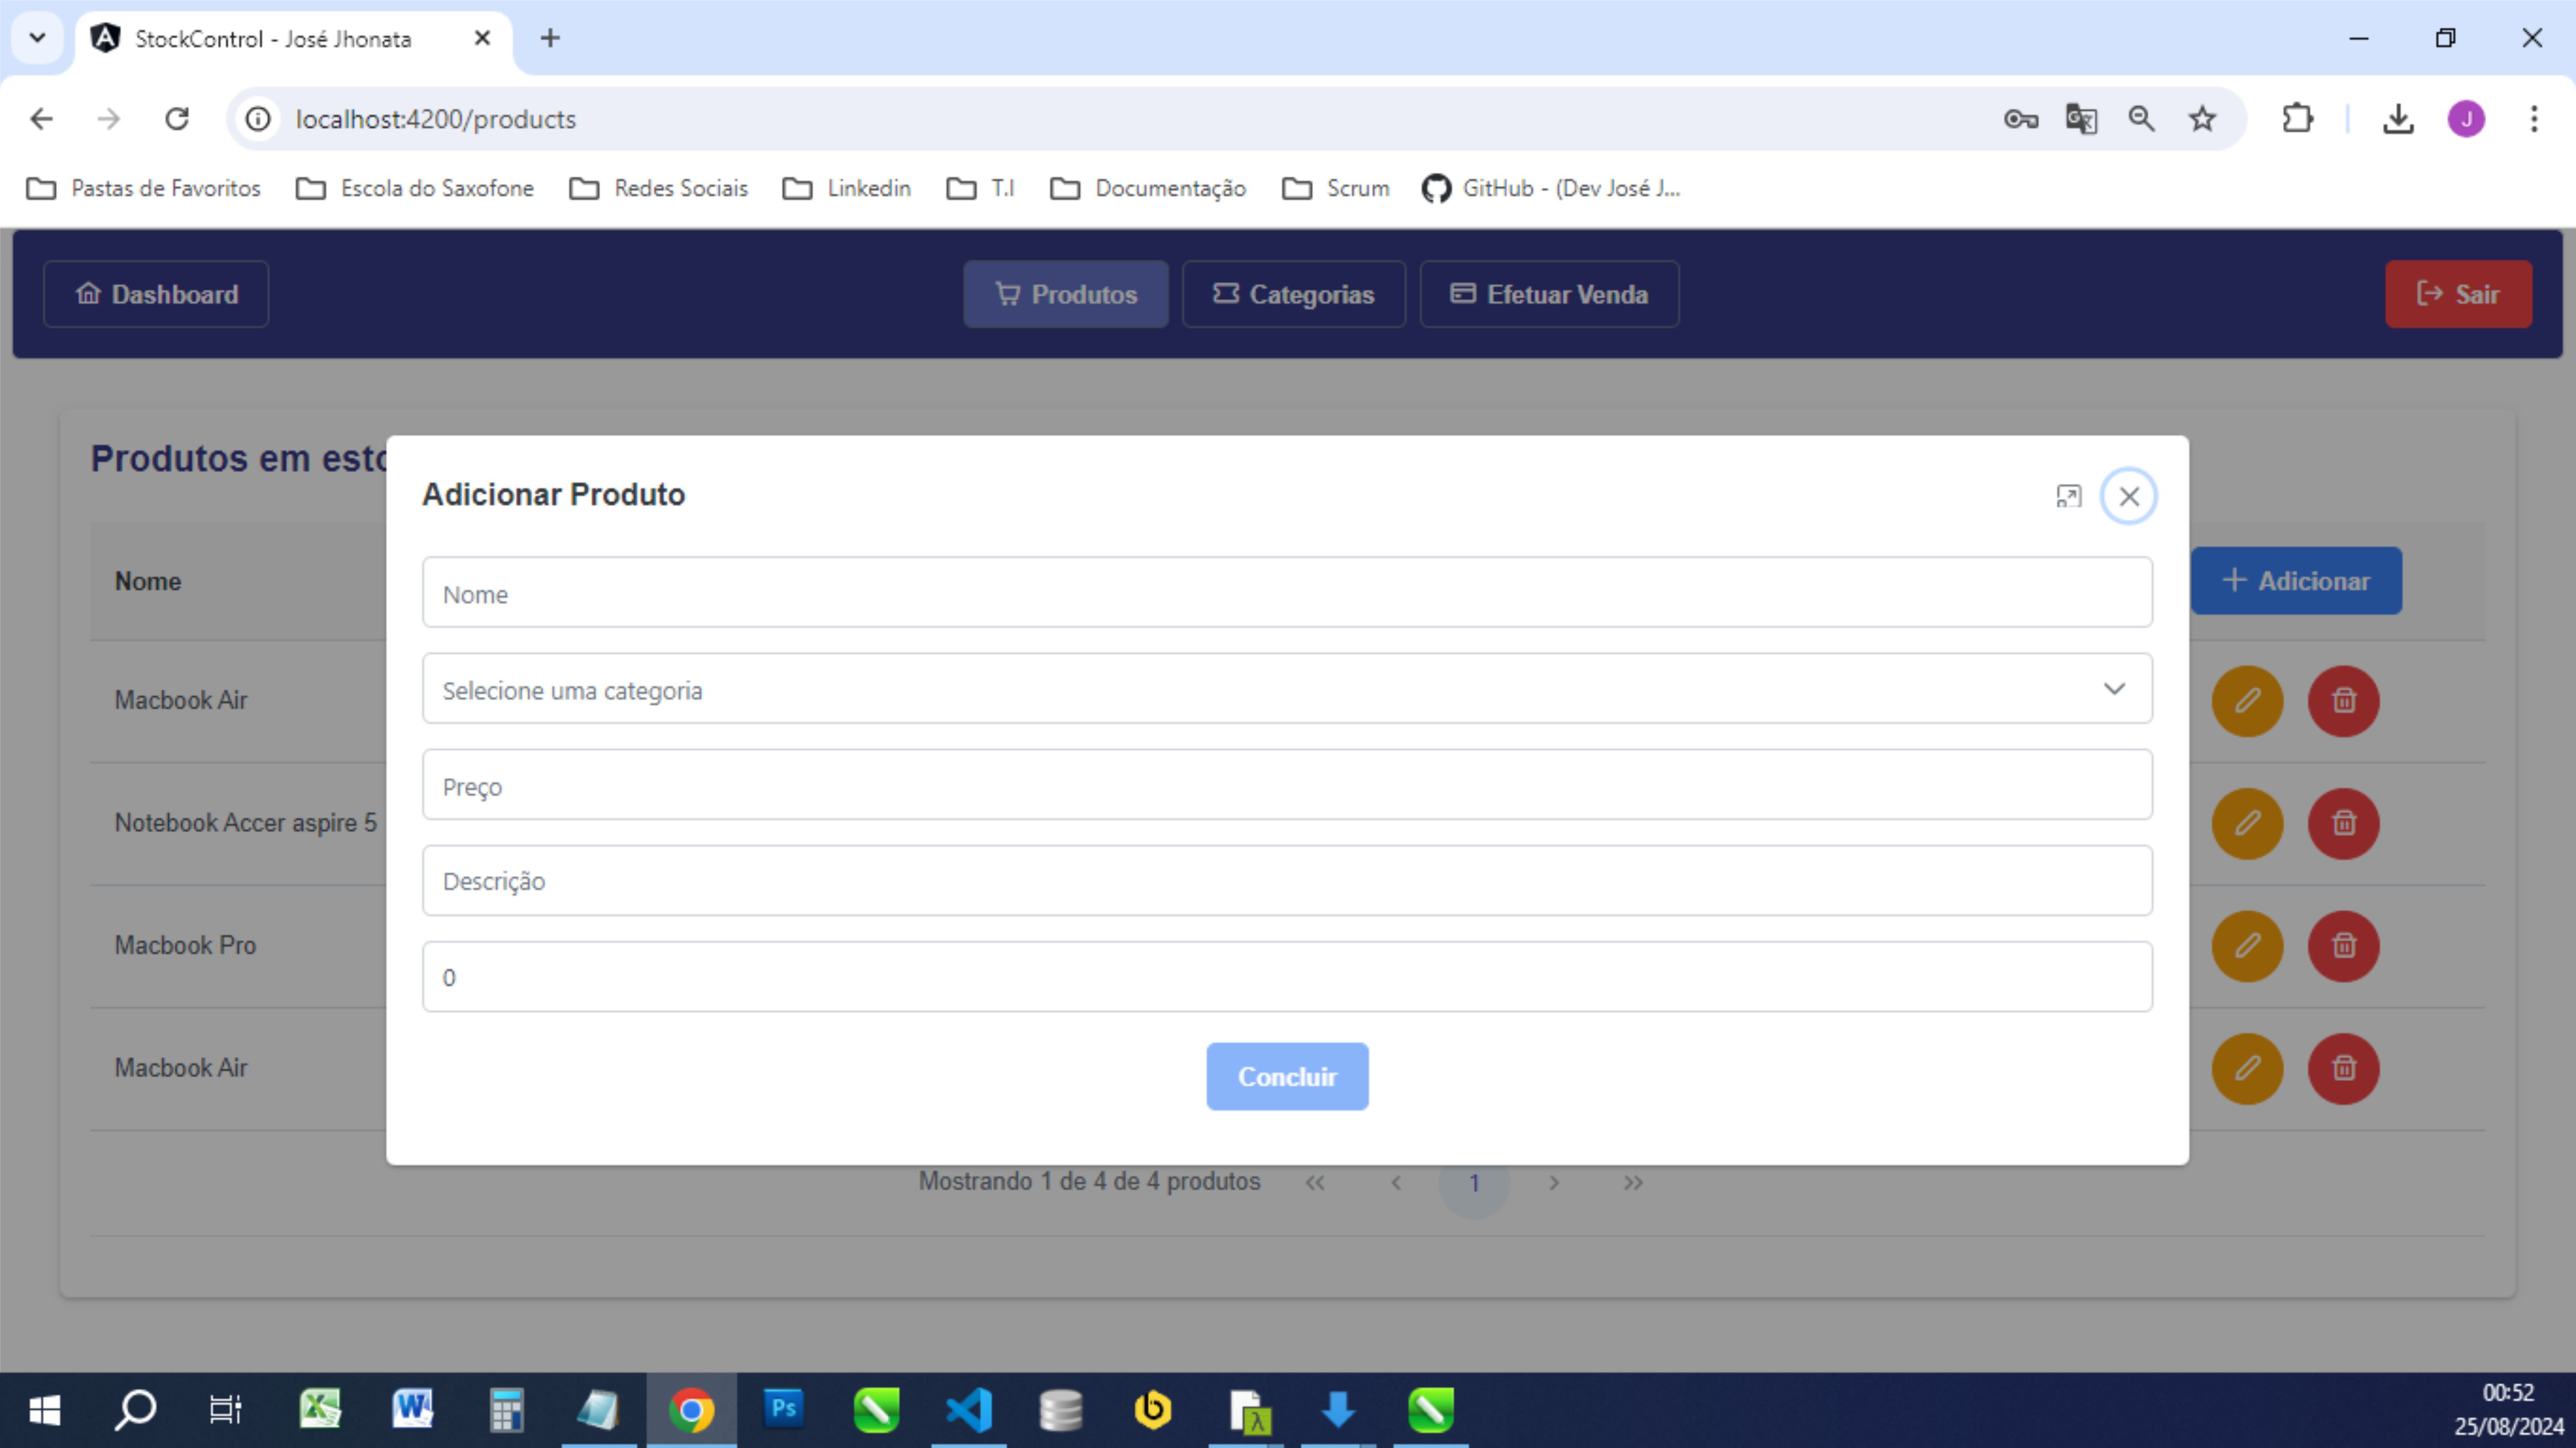 StockControl - José Jhonata
localhost:4200/products
J
Pastas de Favoritos
Escola do Saxofone
Redes Sociais
Linkedin
T.I
Documentação
Scrum
GitHub - (Dev José J...
Dashboard
Produtos
Categorias
Efetuar Venda
Sair
Produtos em esto
Adicionar Produto
Nome
Adicionar
Nome
Selecione uma categoria
Macbook Air
Preço
Notebook Accer aspire 5
Descrição
Macbook Pro
0
Macbook Air
Concluir
Mostrando 1 de 4 de 4 produtos
1
Ps
00:52
25/08/2024